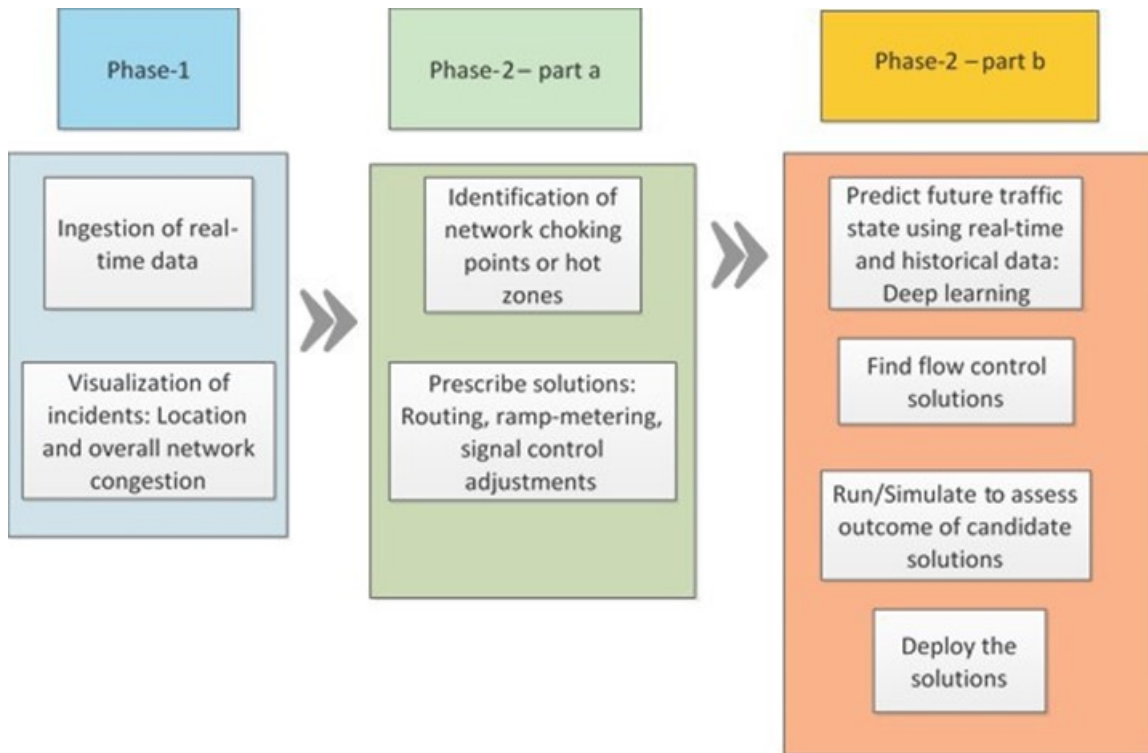 Phase-1
Ingestion of real-
time data
Visualization of
incidents: Location
and overall network
congestion
Phase-2 – part a
Identification of
network choking
points or hot
zones
Prescribe solutions:
Routing, ramp-metering,
signal control
adjustments
Phase-2 – part b
Predict future traffic
state using real-time
and historical data:
Deep learning
Find flow control
solutions
Run/Simulate to assess
outcome of candidate
solutions
Deploy the
solutions